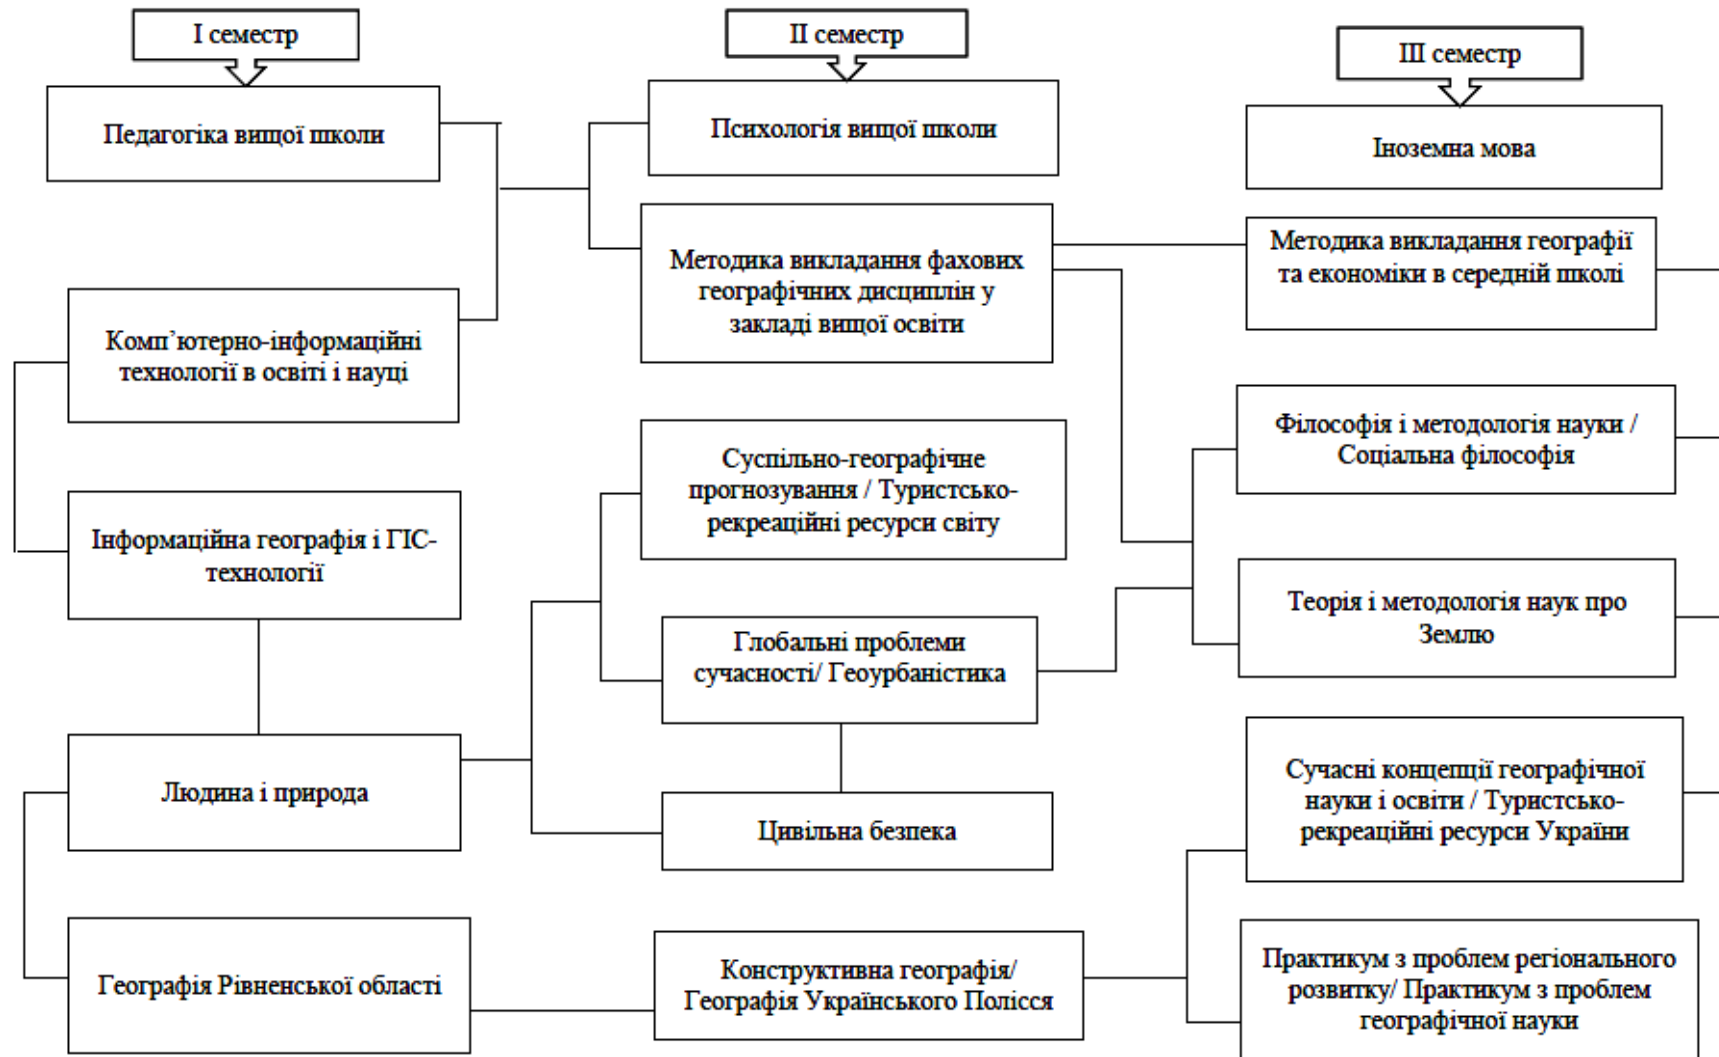 І семестр
Педагогіка вищої школи
Комп’ютерно-інформаційні
технології в освіті і науці
Інформаційна географія і ГІС-
технології
Людина і природа
Географія Рівненської області
ІІ семестр
Психологія вищої школи
Методика викладання фахових
географічних дисциплін у
закладі вищої освіти
Суспільно-географічне
прогнозування / Туристсько-
рекреаційні ресурси світу
Глобальні проблеми
сучасності/ Геоурбаністика
Цивільна безпека
Конструктивна географія/
Географія Українського Полісся
ІІІ семестр
Іноземна мова
Методика викладання географії
та економіки в середній школі
Філософія і методологія науки /
Соціальна філософія
Теорія і методологія наук про
Землю
Сучасні концепції географічної
науки і освіти / Туристсько-
рекреаційні ресурси України
Практикум з проблем регіонального
розвитку/ Практикум з проблем
географічної науки